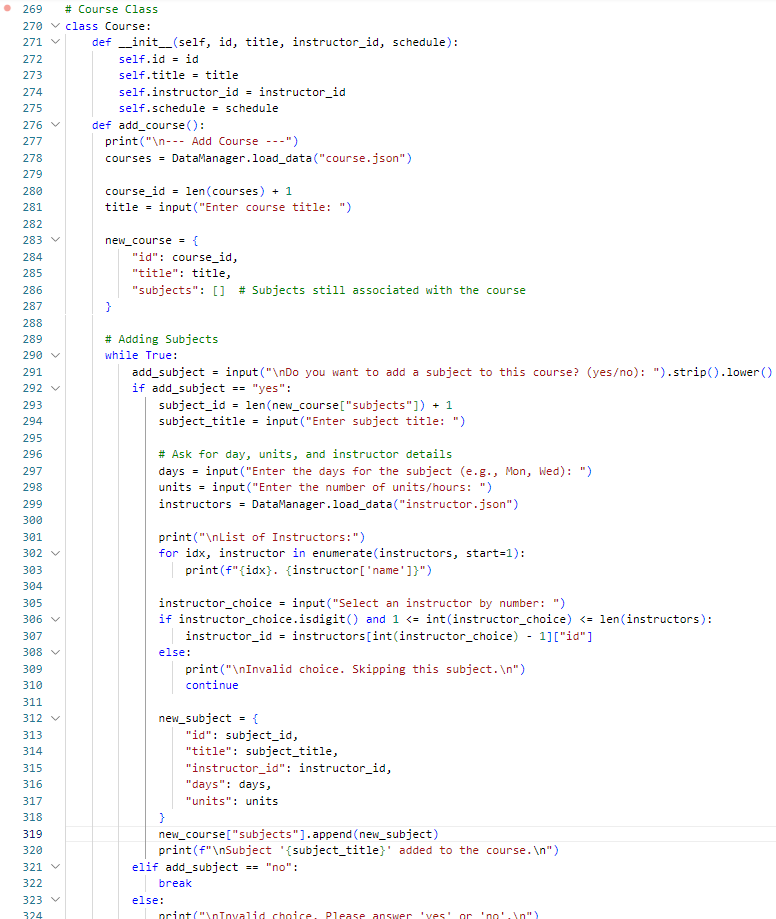 269 # Course Class
270 class Course:
271     def __init__(self, id, title, instructor_id, schedule):
272         self.id = id
273         self.title = title
274         self.instructor_id = instructor_id
275         self.schedule = schedule
276     def add_course():
277       print("\n--- Add Course ---")
278       courses = DataManager.load_data("course.json")
279
280       course_id = len(courses) + 1
281       title = input("Enter course title: ")
282
283       new_course = {
284           "id": course_id,
285           "title": title,
286           "subjects": []  # Subjects still associated with the course
287       }
288
289       # Adding Subjects
290       while True:
291           add_subject = input("\nDo you want to add a subject to this course? (yes/no): ").strip().lower()
292           if add_subject == "yes":
293               subject_id = len(new_course["subjects"]) + 1
294               subject_title = input("Enter subject title: ")
295
296               # Ask for day, units, and instructor details
297               days = input("Enter the days for the subject (e.g., Mon, Wed): ")
298               units = input("Enter the number of units/hours: ")
299               instructors = DataManager.load_data("instructor.json")
300
301               print("\nList of Instructors:")
302               for idx, instructor in enumerate(instructors, start=1):
303                   print(f"{idx}. {instructor['name']}")
304
305               instructor_choice = input("Select an instructor by number: ")
306               if instructor_choice.isdigit() and 1 <= int(instructor_choice) <= len(instructors):
307                   instructor_id = instructors[int(instructor_choice) - 1]["id"]
308               else:
309                   print("\nInvalid choice. Skipping this subject.\n")
310                   continue
311
312               new_subject = {
313                   "id": subject_id,
314                   "title": subject_title,
315                   "instructor_id": instructor_id,
316                   "days": days,
317                   "units": units
318               }
319               new_course["subjects"].append(new_subject)
320               print(f"\nSubject '{subject_title}' added to the course.\n")
321           elif add_subject == "no":
322               break
323           else:
324               print("\nInvalid choice. Please answer 'yes' or 'no'.\n")